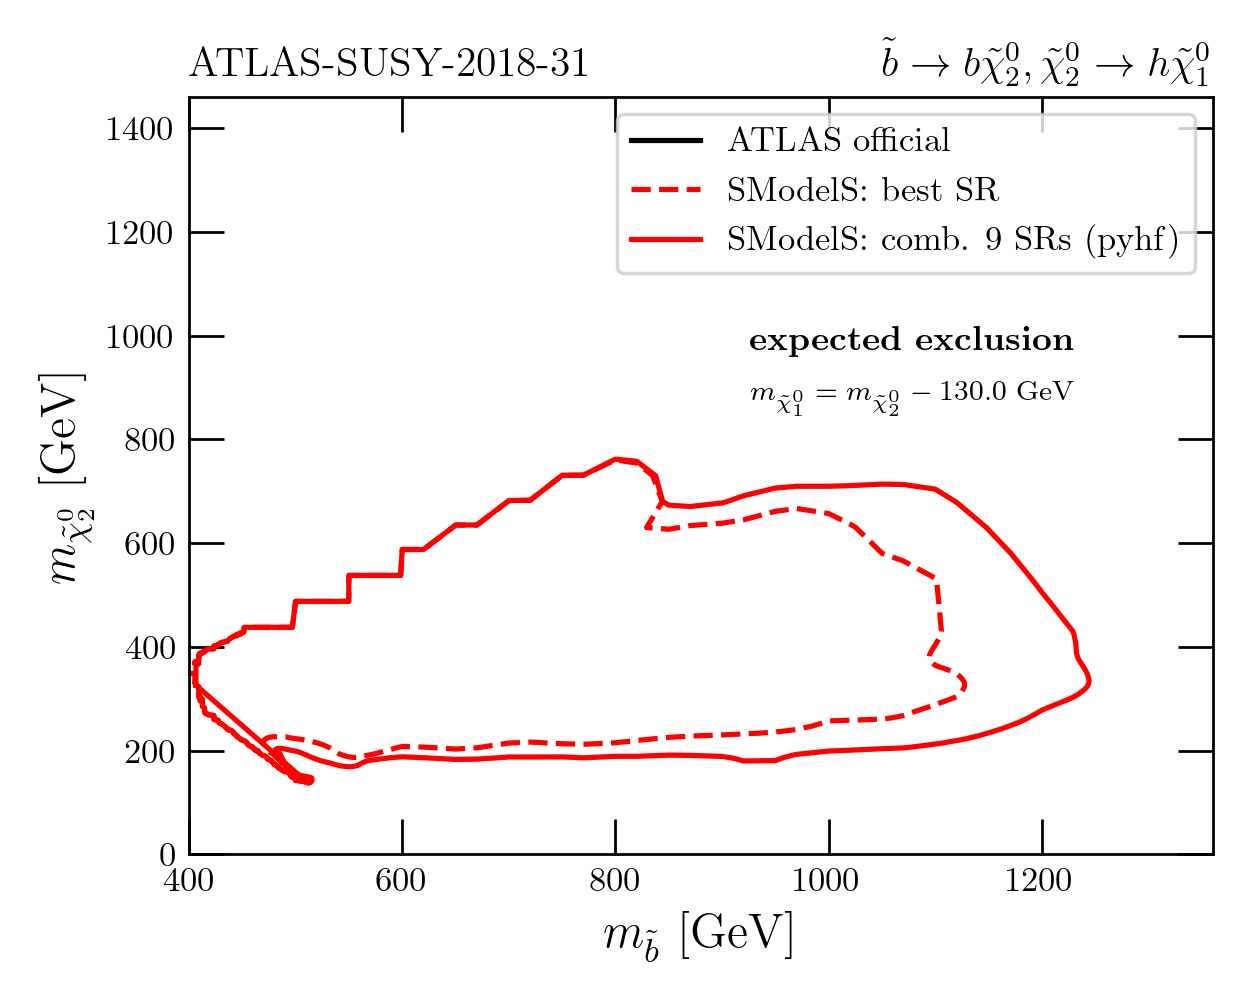 ATLAS-SUSY-2018-31
b̃ → bχ̃⁰₂, χ̃⁰₂ → hχ̃⁰₁
ATLAS official
SModelS: best SR
SModelS: comb. 9 SRs (pyhf)
expected exclusion
m_χ̃⁰₁ = m_χ̃⁰₂ − 130.0 GeV
m_χ̃⁰₂ [GeV]
1400
1200
1000
800
600
400
200
0
400 600 800 1000 1200
m_b̃ [GeV]